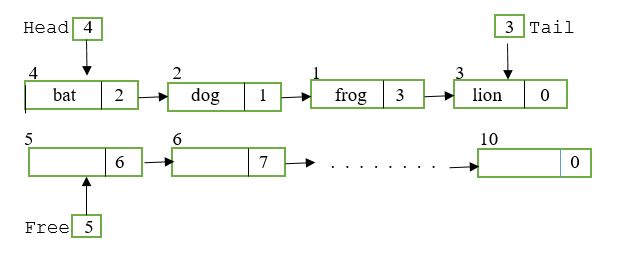 Head 4 3 Tail
4 2 1 3
bat 2 dog 1 frog 3 lion 0
5 6 10
6 7 . . . . . . . . 0
Free 5